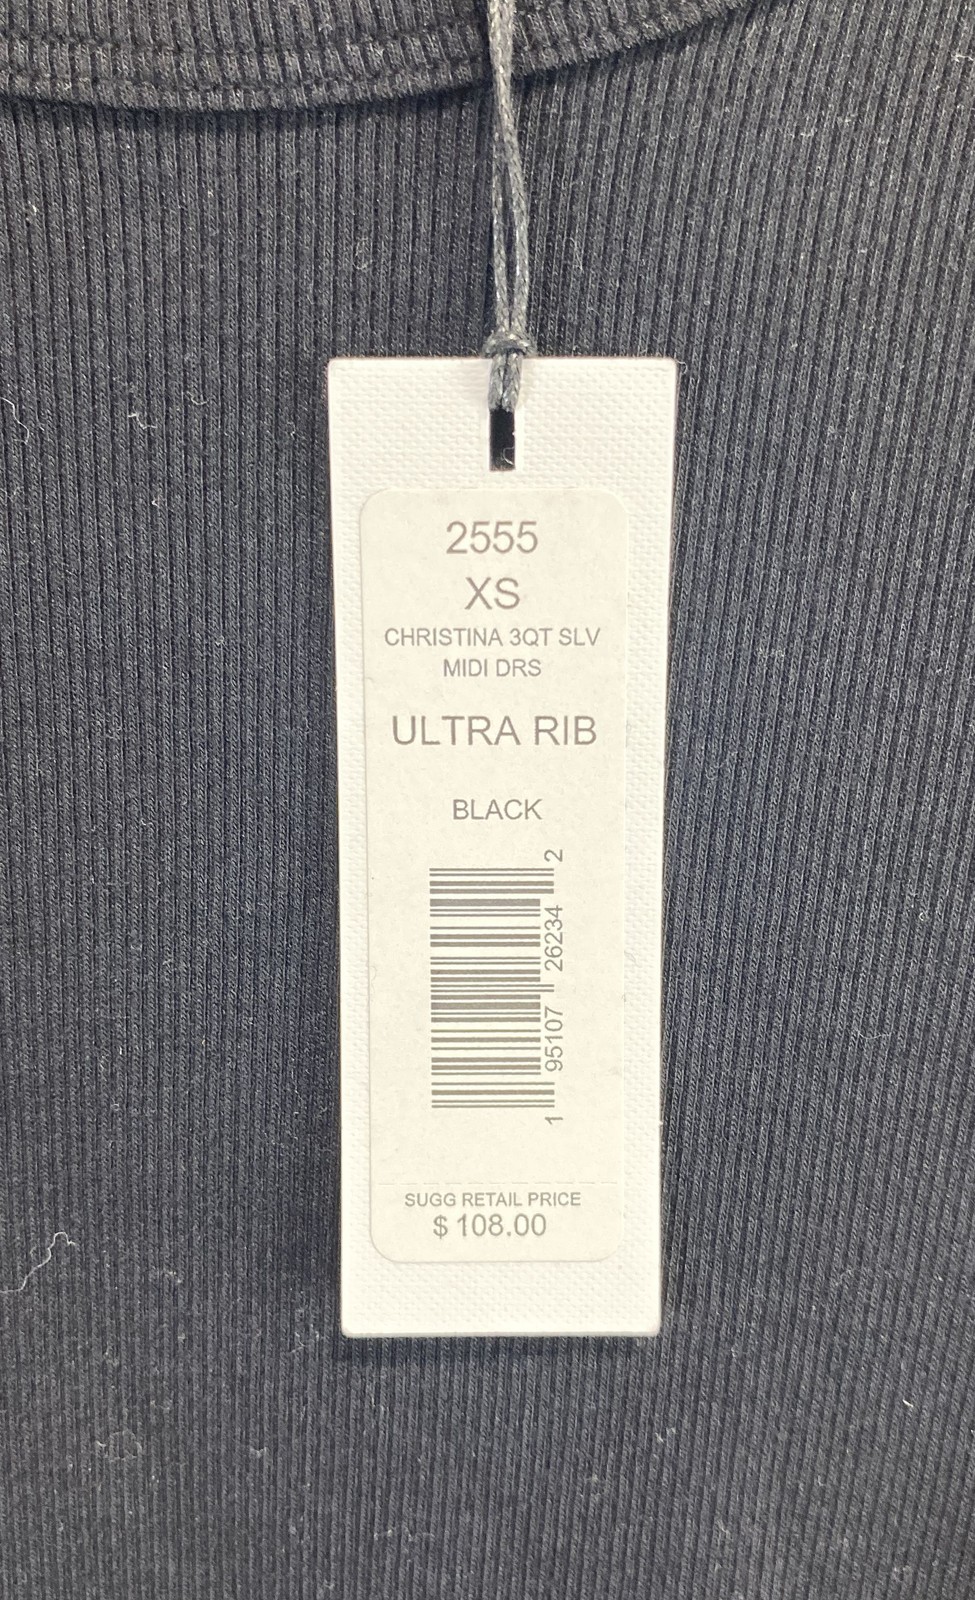 2555
XS
CHRISTINA 3QT SLV
MIDI DRS
ULTRA RIB
BLACK
1 95107 26234 2
SUGG RETAIL PRICE
$ 108.00